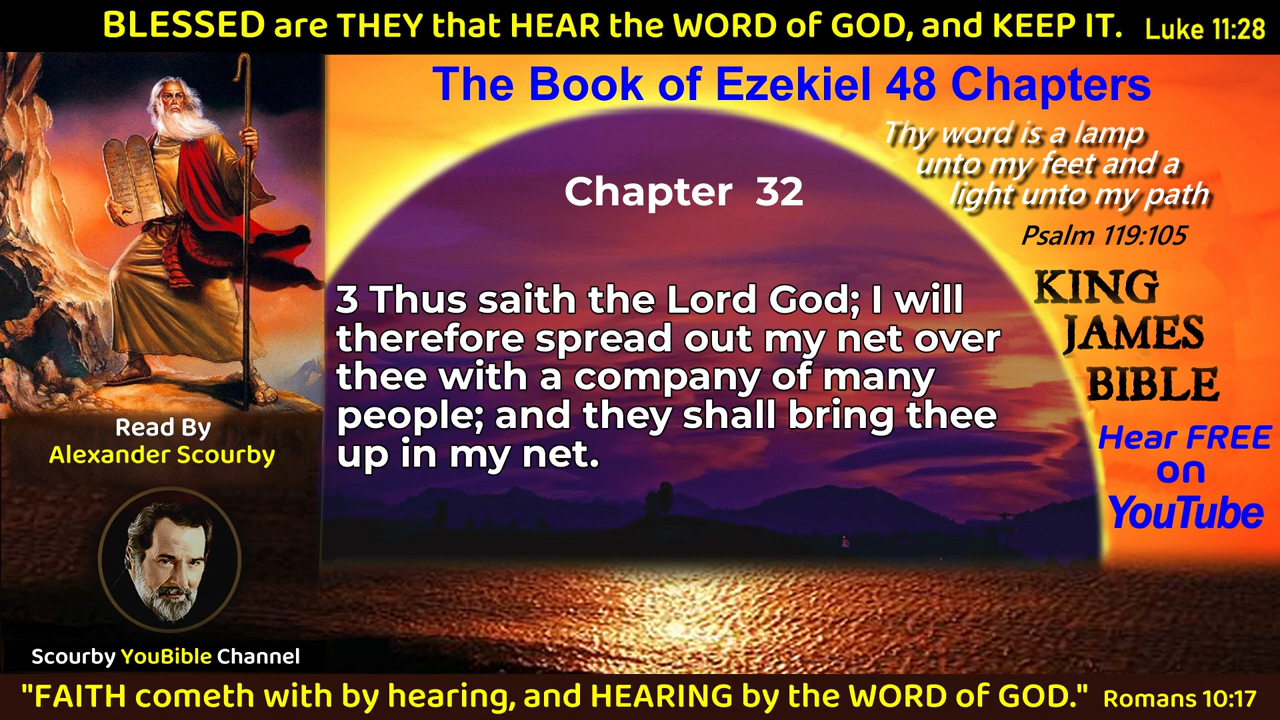 BLESSED are THEY that HEAR the WORD of GOD, and KEEP IT. Luke 11:28
The Book of Ezekiel 48 Chapters
Thy word is a lamp
unto my feet and a
light unto my path
Psalm 119:105
Chapter 32
3 Thus saith the Lord God; I will
therefore spread out my net over
thee with a company of many
people; and they shall bring thee
up in my net.
KING
JAMES
BIBLE
Hear FREE
on
YouTube
Read By
Alexander Scourby
Scourby YouBible Channel
"FAITH cometh with by hearing, and HEARING by the WORD of GOD." Romans 10:17